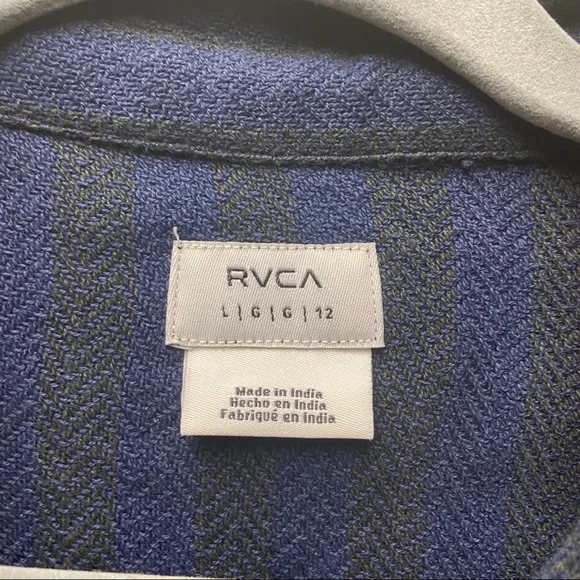 RVCA
L | G | G | 12
Made in India
Hecho en India
Fabriqué en India